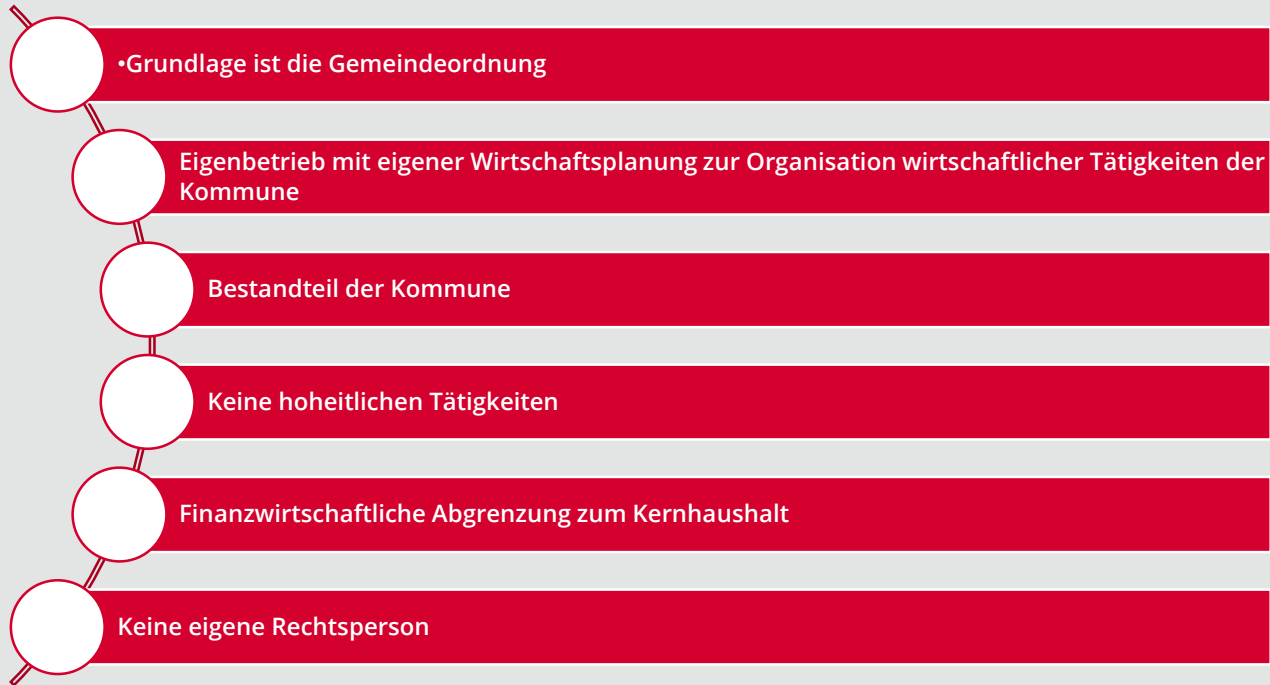 •Grundlage ist die Gemeindeordnung
Eigenbetrieb mit eigener Wirtschaftsplanung zur Organisation wirtschaftlicher Tätigkeiten der
Kommune
Bestandteil der Kommune
Keine hoheitlichen Tätigkeiten
Finanzwirtschaftliche Abgrenzung zum Kernhaushalt
Keine eigene Rechtsperson